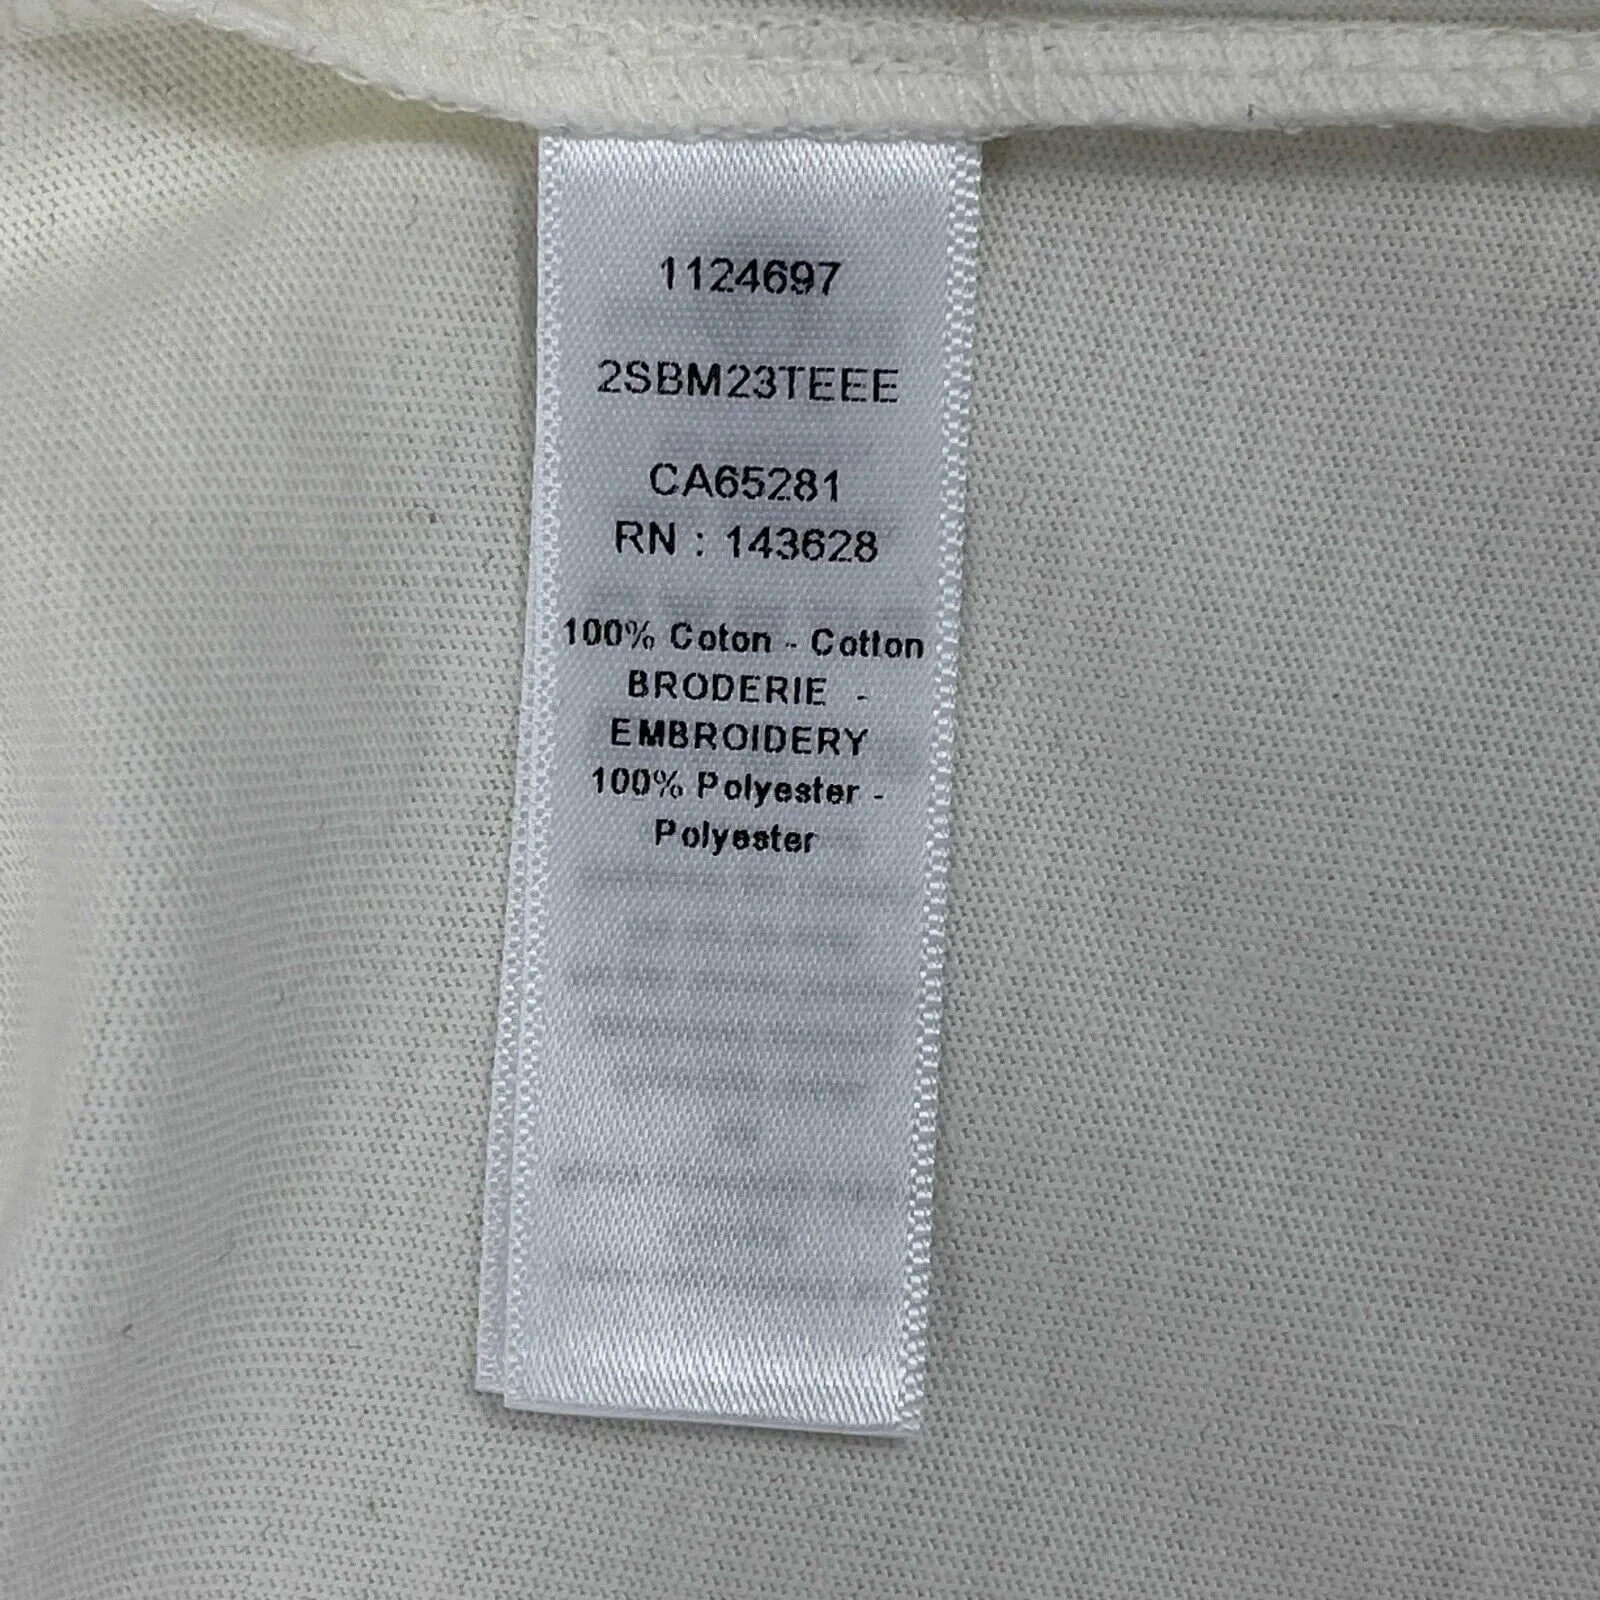 1124697
2SBM23TEEE
CA65281
RN : 143628
100% Coton - Cotton
BRODERIE -
EMBROIDERY
100% Polyester -
Polyester